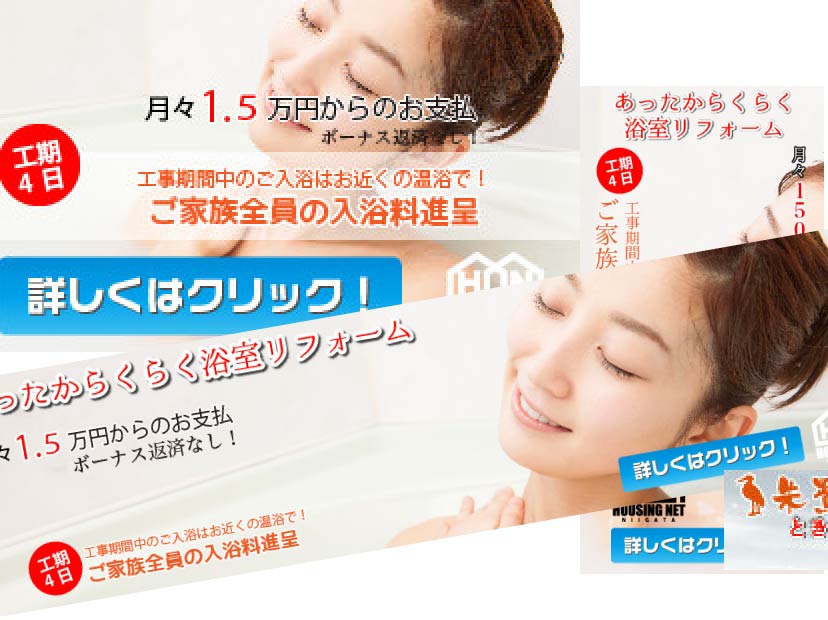 月々1.5万円からのお支払
ボーナス返済なし！
工期
4日
工事期間中のご入浴はお近くの温浴で！
ご家族全員の入浴料進呈
詳しくはクリック！
あったからくらく
浴室リフォーム
工期
4日
月々150
工事期間
ご家族
ったからくらく浴室リフォーム
々1.5万円からのお支払
ボーナス返済なし！
工期
4日
工事期間中のご入浴はお近くの温浴で！
ご家族全員の入浴料進呈
詳しくはクリック！
HOUSING NET
NIIGATA
詳しくはク
とき